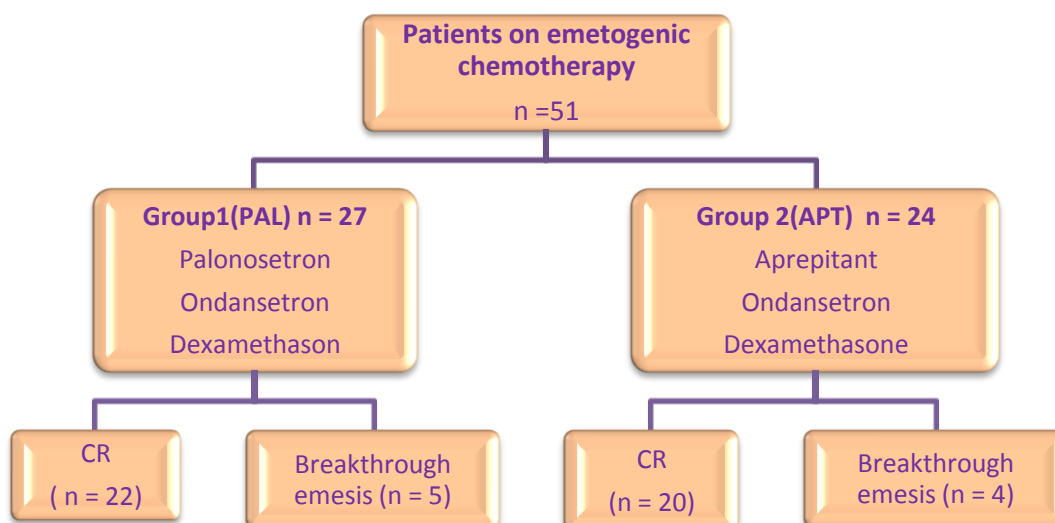 Patients on emetogenic
chemotherapy
n =51
Group1(PAL) n = 27
Palonosetron
Ondansetron
Dexamethason
Group 2(APT) n = 24
Aprepitant
Ondansetron
Dexamethasone
CR
( n = 22)
Breakthrough
emesis (n = 5)
CR
(n = 20)
Breakthrough
emesis (n = 4)